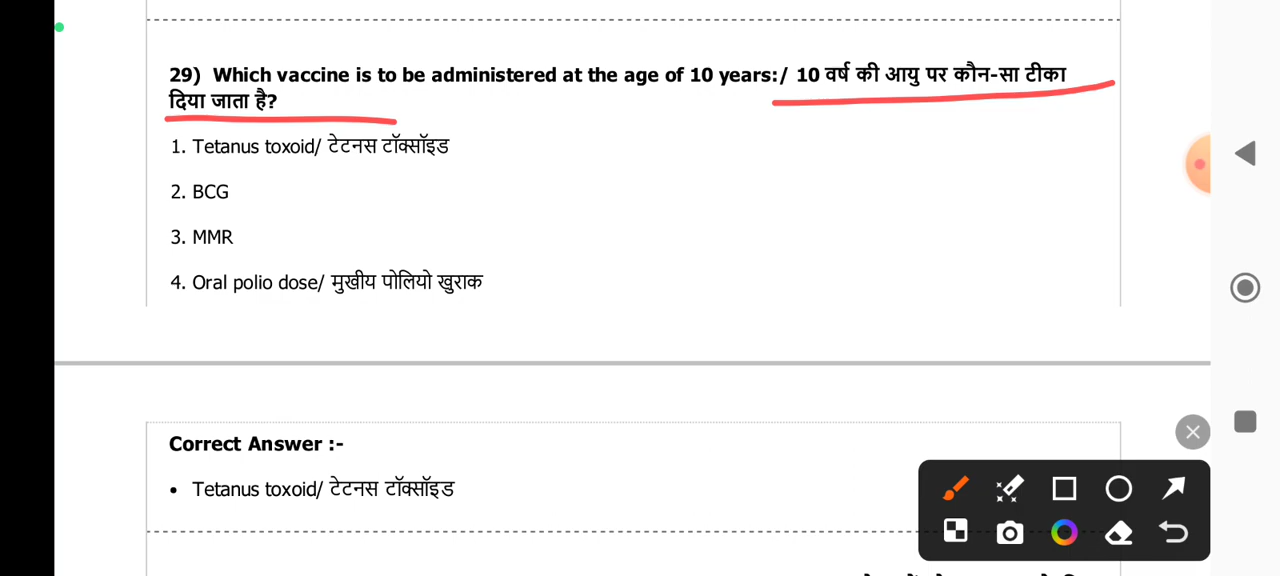 29) Which vaccine is to be administered at the age of 10 years:/ 10 वर्ष की आयु पर कौन-सा टीका
दिया जाता है?
1. Tetanus toxoid/ टेटनस टॉक्सॉइड
2. BCG
3. MMR
4. Oral polio dose/ मुखीय पोलियो खुराक
Correct Answer :-
• Tetanus toxoid/ टेटनस टॉक्सॉइड